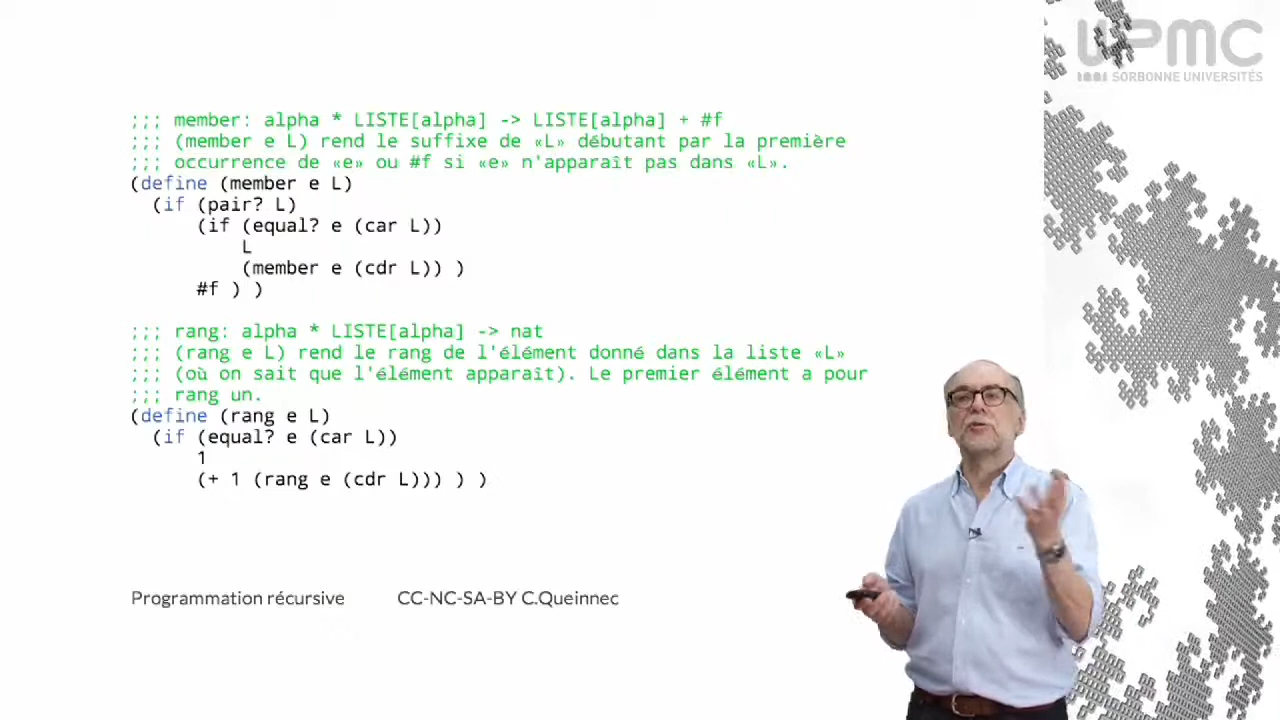 UPMC
SORBONNE UNIVERSITÉS
;;; member: alpha * LISTE[alpha] -> LISTE[alpha] + #f
;;; (member e L) rend le suffixe de «L» débutant par la première
;;; occurrence de «e» ou #f si «e» n'apparaît pas dans «L».
(define (member e L)
  (if (pair? L)
      (if (equal? e (car L))
          L
          (member e (cdr L)) )
      #f ) )
;;; rang: alpha * LISTE[alpha] -> nat
;;; (rang e L) rend le rang de l'élément donné dans la liste «L»
;;; (où on sait que l'élément apparaît). Le premier élément a pour
;;; rang un.
(define (rang e L)
  (if (equal? e (car L))
      1
      (+ 1 (rang e (cdr L))) ) )
Programmation récursive CC-NC-SA-BY C.Queinnec